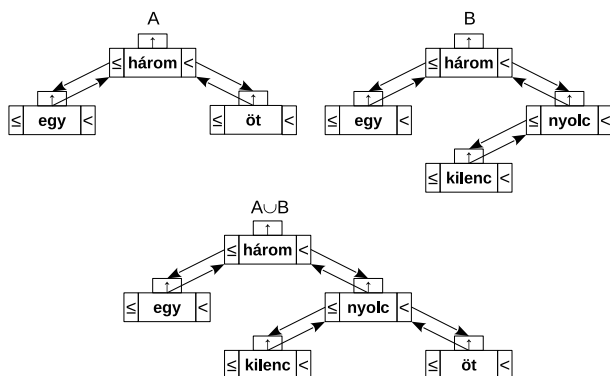 A B
↑ ↑
≤ három < ≤ három <
↑ ↑ ↑ ↑
≤ egy < ≤ öt < ≤ egy < ≤ nyolc <
↑
≤ kilenc <
A∪B
↑
≤ három <
↑ ↑
≤ egy < ≤ nyolc <
↑ ↑
≤ kilenc < ≤ öt <